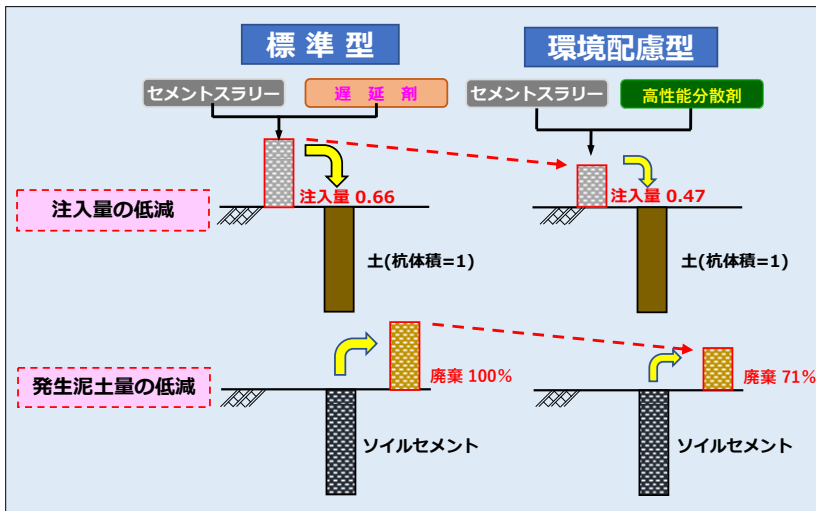 標 準 型
環境配慮型
セメントスラリー
遅 延 剤
セメントスラリー
高性能分散剤
注入量の低減
注入量 0.66
注入量 0.47
土(杭体積=1)
土(杭体積=1)
発生泥土量の低減
廃棄 100%
廃棄 71%
ソイルセメント
ソイルセメント